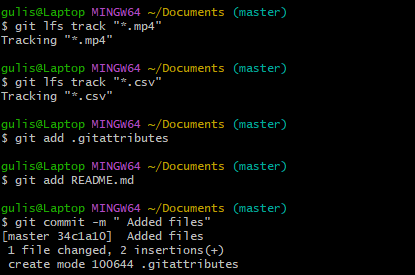 gulis@Laptop MINGW64 ~/Documents (master)
$ git lfs track "*.mp4"
Tracking "*.mp4"
gulis@Laptop MINGW64 ~/Documents (master)
$ git lfs track "*.csv"
Tracking "*.csv"
gulis@Laptop MINGW64 ~/Documents (master)
$ git add .gitattributes
gulis@Laptop MINGW64 ~/Documents (master)
$ git add README.md
gulis@Laptop MINGW64 ~/Documents (master)
$ git commit -m " Added files"
[master 34c1a10]  Added files
 1 file changed, 2 insertions(+)
 create mode 100644 .gitattributes